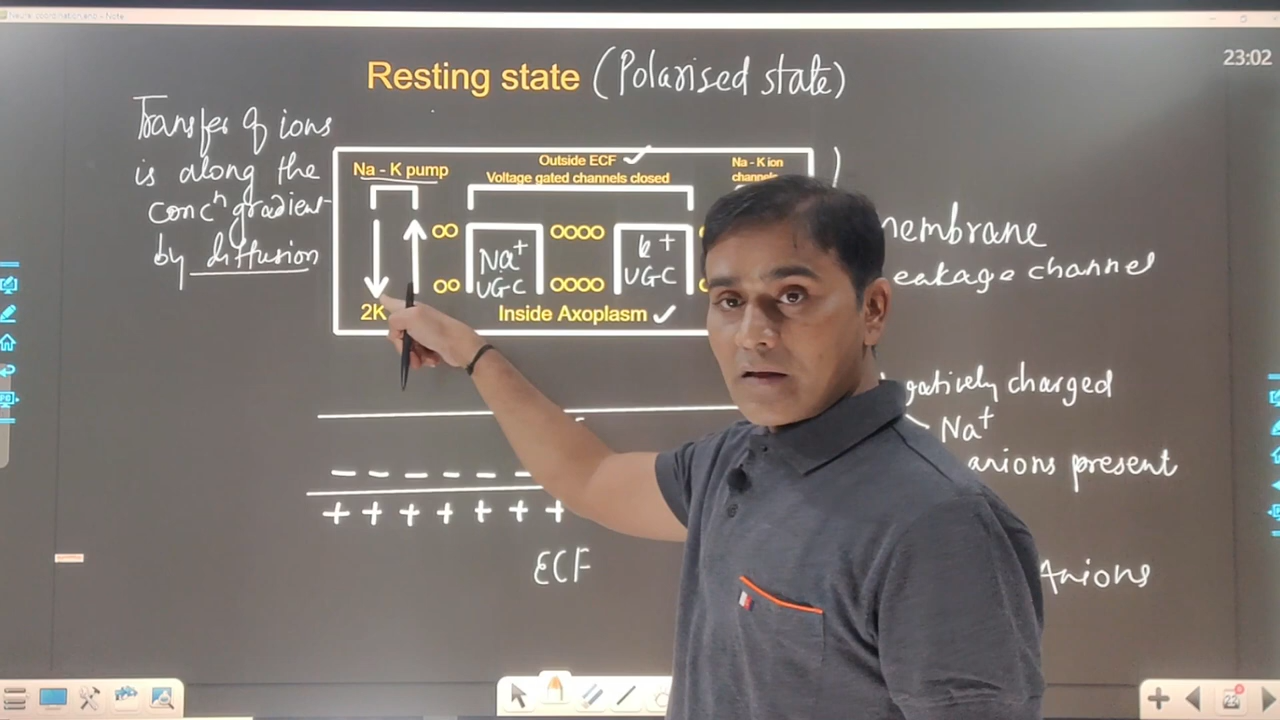 Resting state (Polarised state)
23:02
Transfer of ions
is along the
concⁿ gradient
by diffusion
Na - K pump
Outside ECF ✓
Voltage gated channels closed
Na - K ion
channels
Na⁺
VGC
k⁺
VGC
2K
Inside Axoplasm ✓
membrane
eakage channel
gatively charged
Na⁺
anions present
- - - - - -
+ + + + + + +
ECF
Anions